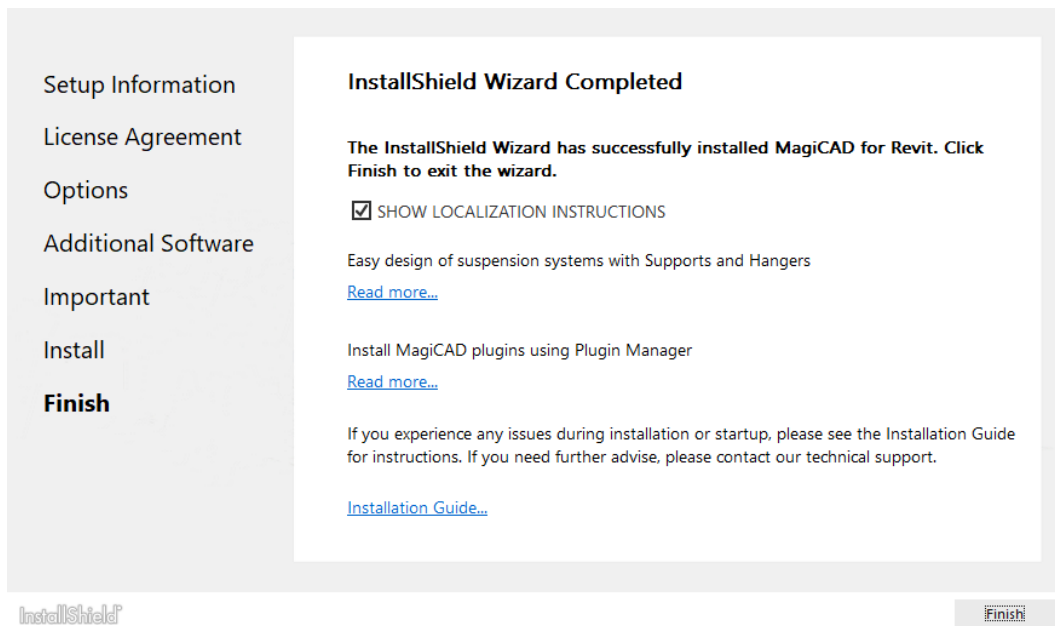 Setup Information
License Agreement
Options
Additional Software
Important
Install
Finish
InstallShield Wizard Completed
The InstallShield Wizard has successfully installed MagiCAD for Revit. Click
Finish to exit the wizard.
SHOW LOCALIZATION INSTRUCTIONS
Easy design of suspension systems with Supports and Hangers
Read more...
Install MagiCAD plugins using Plugin Manager
Read more...
If you experience any issues during installation or startup, please see the Installation Guide
for instructions. If you need further advise, please contact our technical support.
Installation Guide...
InstallShield
Finish